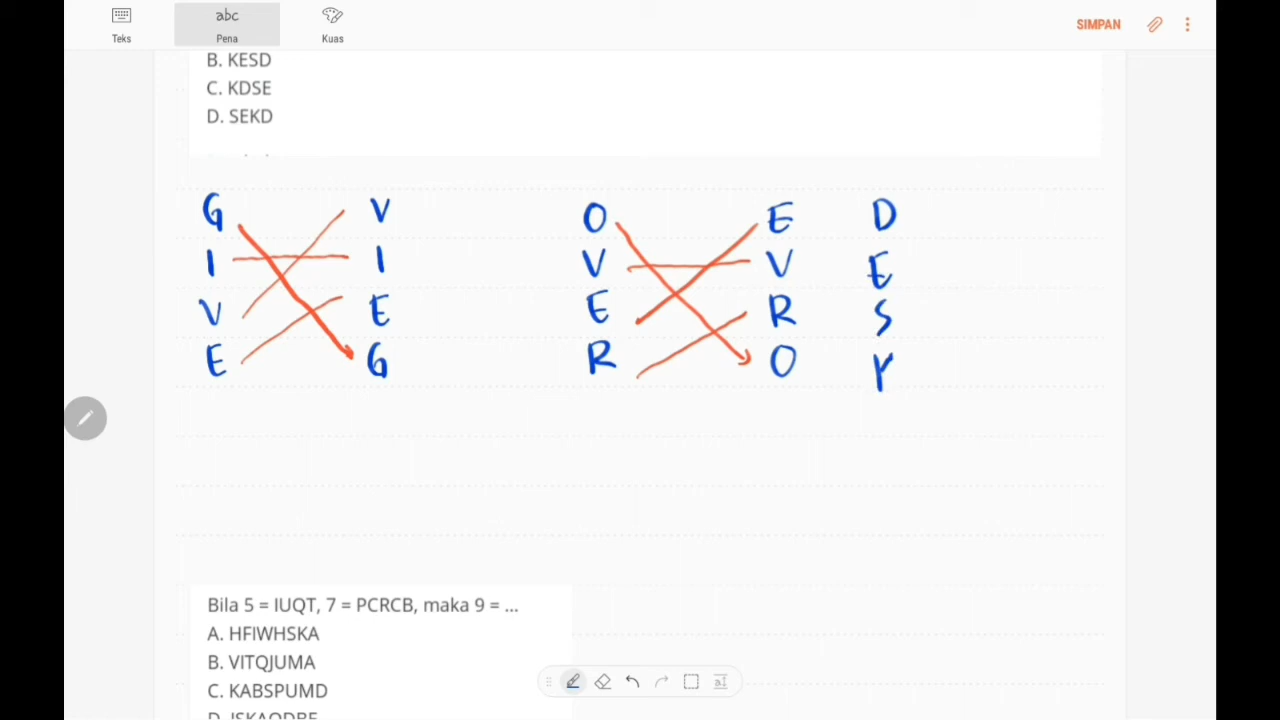 Teks
abc
Pena
Kuas
SIMPAN
B. KESD
C. KDSE
D. SEKD
G V O E D
I I V V E
V E E R S
E G R O
Bila 5 = IUQT, 7 = PCRCB, maka 9 = ...
A. HFIWHSKA
B. VITQJUMA
C. KABSPUMD